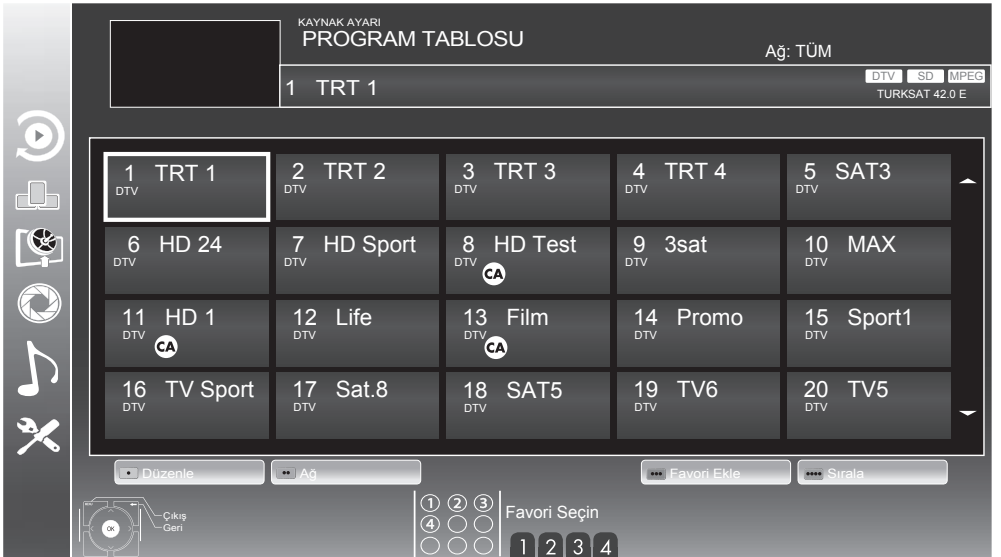 KAYNAK AYARI
PROGRAM TABLOSU
Ağ: TÜM
1 TRT 1
DTV SD MPEG
TURKSAT 42.0 E
1 TRT 1
DTV
2 TRT 2
DTV
3 TRT 3
DTV
4 TRT 4
DTV
5 SAT3
DTV
6 HD 24
DTV
7 HD Sport
DTV
8 HD Test
DTV
CA
9 3sat
DTV
10 MAX
DTV
11 HD 1
DTV
CA
12 Life
DTV
13 Film
DTV
CA
14 Promo
DTV
15 Sport1
DTV
16 TV Sport
DTV
17 Sat.8
DTV
18 SAT5
DTV
19 TV6
DTV
20 TV5
DTV
Düzenle
Ağ
Favori Ekle
Sırala
OK
Çıkış
Geri
1 2 3
4
Favori Seçin
1 2 3 4